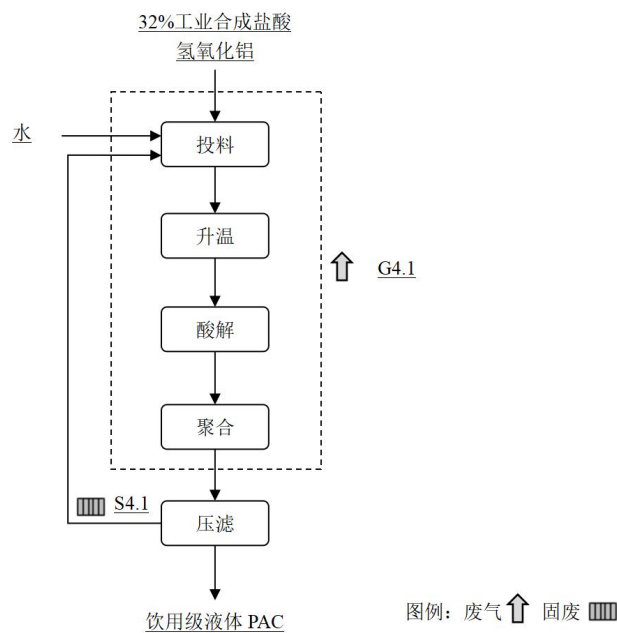 32%工业合成盐酸
氢氧化铝
水
投料
升温
G4.1
酸解
聚合
S4.1
压滤
饮用级液体 PAC
图例：废气 固废